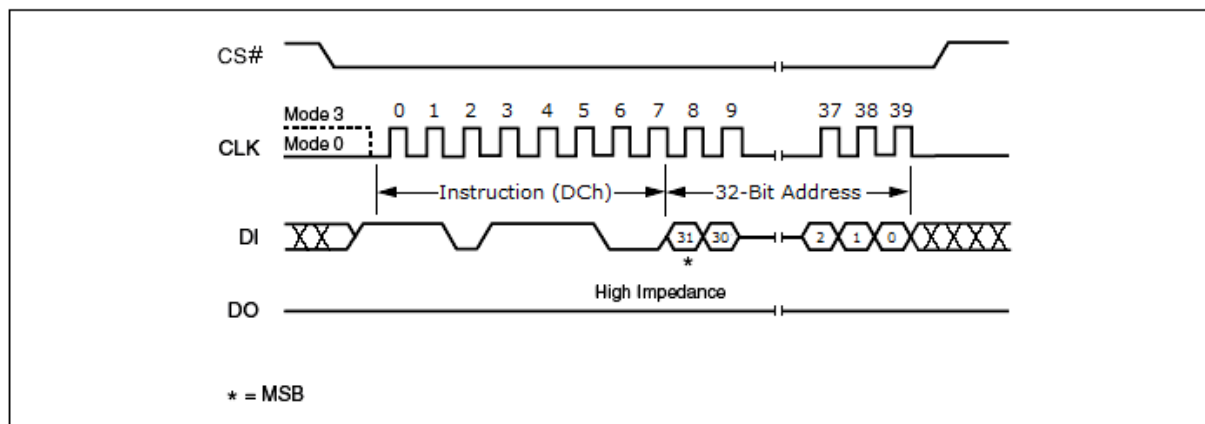 CS#
Mode 3
0 1 2 3 4 5 6 7 8 9 37 38 39
CLK
Mode 0
Instruction (DCh)
32-Bit Address
DI
31 30 2 1 0
*
High Impedance
DO
* = MSB